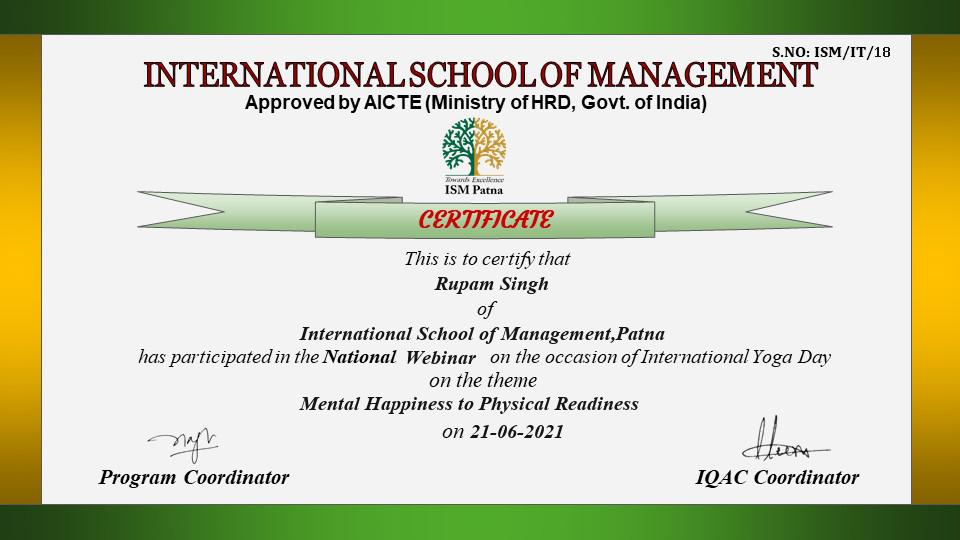 S.NO: ISM/IT/18
INTERNATIONAL SCHOOL OF MANAGEMENT
Approved by AICTE (Ministry of HRD, Govt. of India)
Towards Excellence
ISM Patna
CERTIFICATE
This is to certify that
Rupam Singh
of
International School of Management,Patna
has participated in the National Webinar on the occasion of International Yoga Day
on the theme
Mental Happiness to Physical Readiness
on 21-06-2021
Program Coordinator
IQAC Coordinator